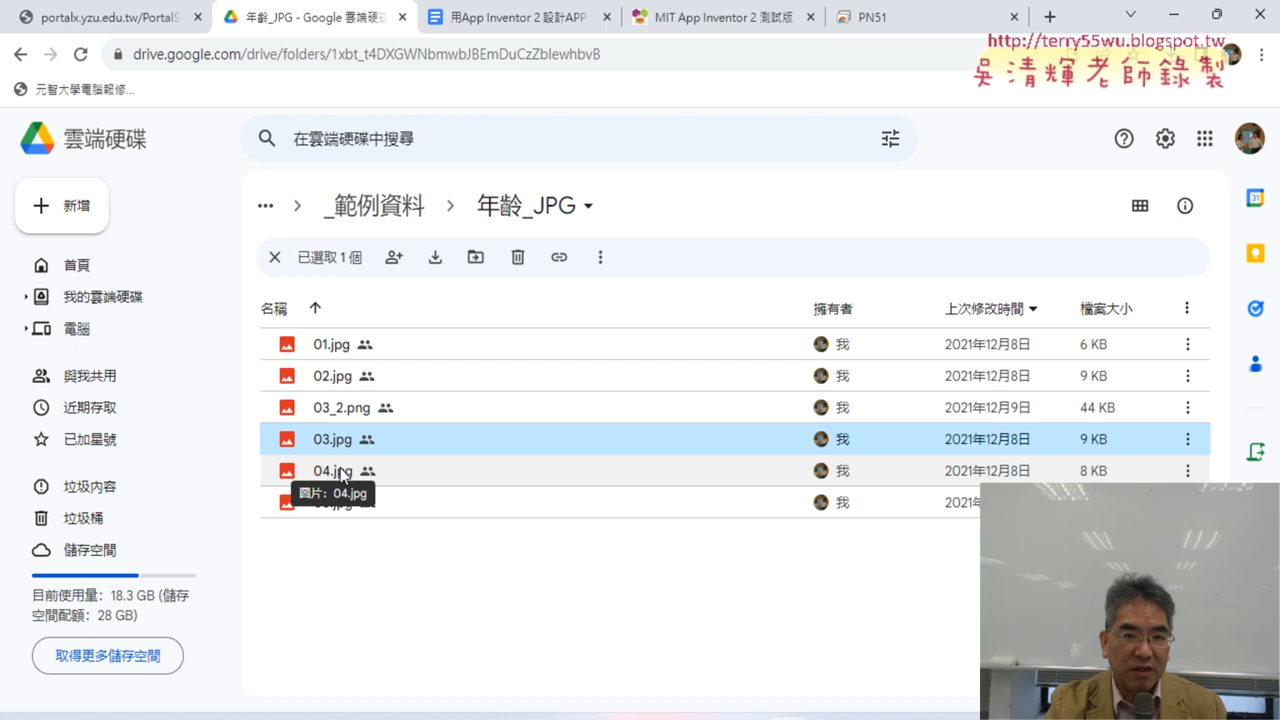 portalx.yzu.edu.tw/PortalS
年齡_JPG - Google 雲端硬碟
用App Inventor 2 設計APP
MIT App Inventor 2 測試版
PN51
drive.google.com/drive/folders/1xbt_t4DXGWNbmwbJBEmDuCzZblewhbvB
http://terry55wu.blogspot.tw
吳清輝老師錄製
元智大學電腦報修...
雲端硬碟
在雲端硬碟中搜尋
新增
_範例資料
年齡_JPG
已選取 1 個
首頁
我的雲端硬碟
電腦
與我共用
近期存取
已加星號
垃圾內容
垃圾桶
儲存空間
目前使用量：18.3 GB (儲存
空間配額：28 GB)
取得更多儲存空間
名稱 擁有者 上次修改時間 檔案大小
01.jpg 我 2021年12月8日 6 KB
02.jpg 我 2021年12月8日 9 KB
03_2.png 我 2021年12月9日 44 KB
03.jpg 我 2021年12月8日 9 KB
04.jpg 我 2021年12月8日 8 KB
圖片：04.jpg
我 2021
31